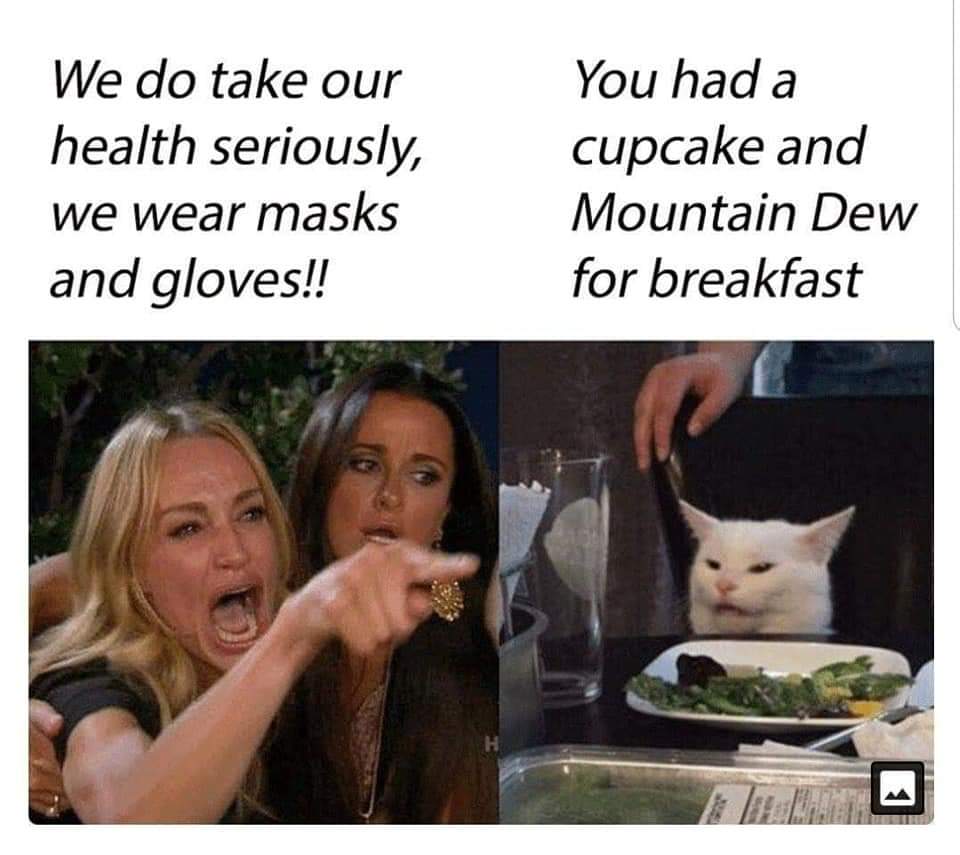 We do take our
health seriously,
we wear masks
and gloves!!
You had a
cupcake and
Mountain Dew
for breakfast
H